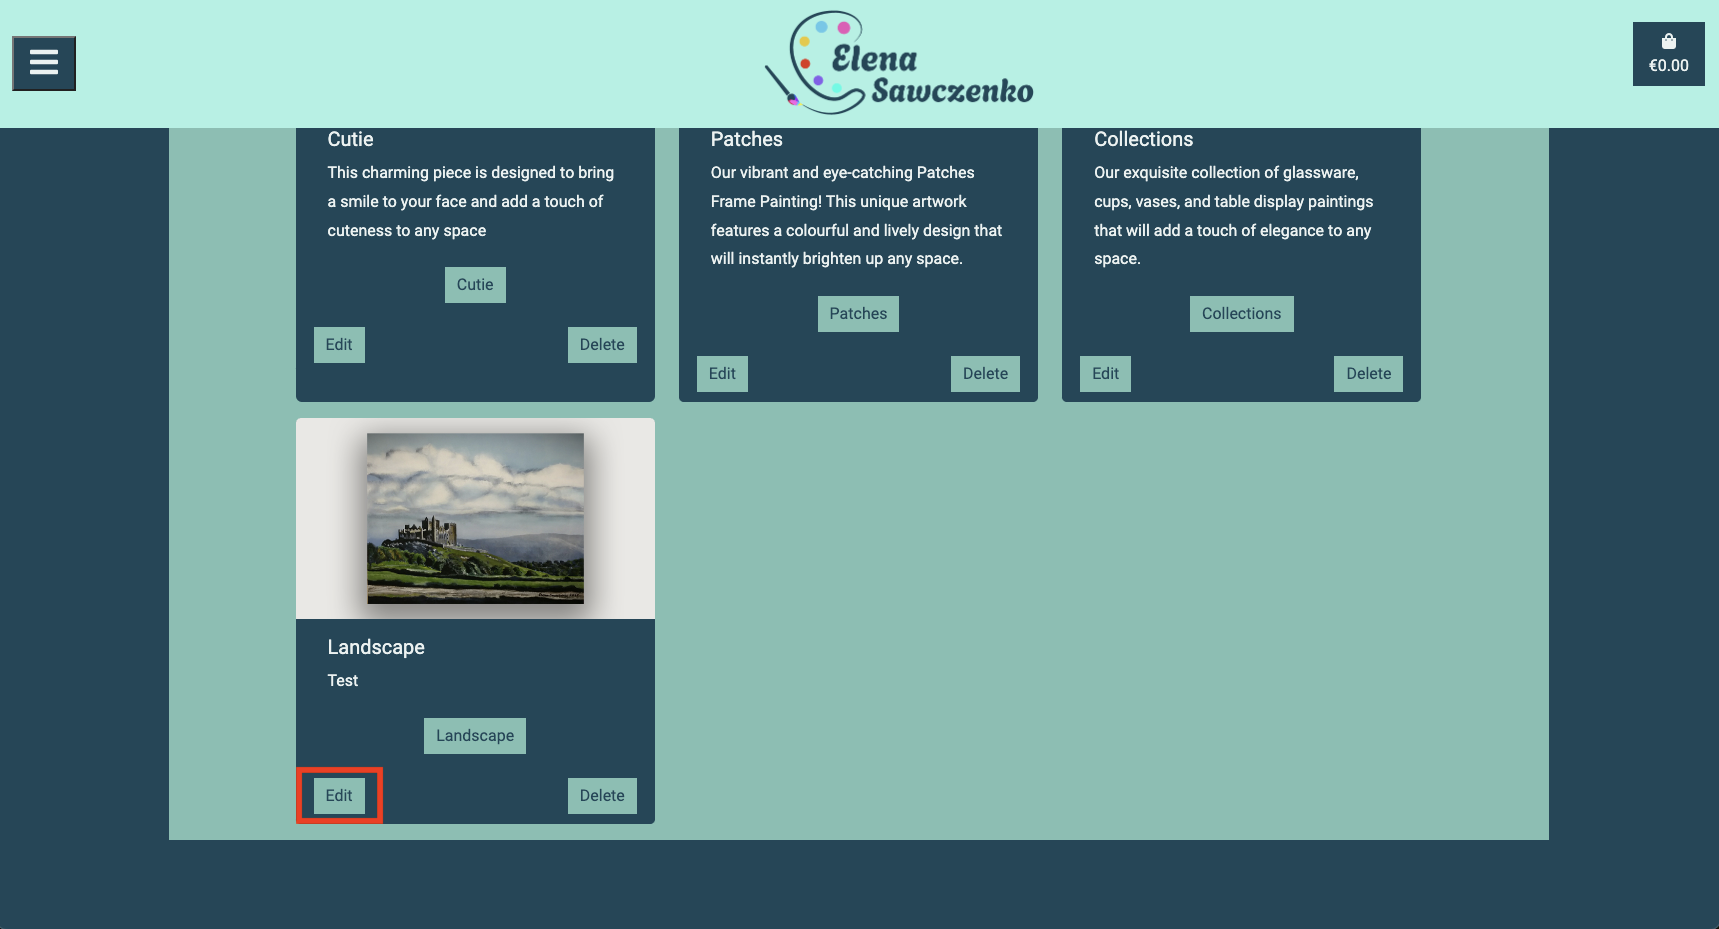 Elena
Sawczenko
€0.00
Cutie
This charming piece is designed to bring
a smile to your face and add a touch of
cuteness to any space
Cutie
Edit
Delete
Patches
Our vibrant and eye-catching Patches
Frame Painting! This unique artwork
features a colourful and lively design that
will instantly brighten up any space.
Patches
Edit
Delete
Collections
Our exquisite collection of glassware,
cups, vases, and table display paintings
that will add a touch of elegance to any
space.
Collections
Edit
Delete
Landscape
Test
Landscape
Edit
Delete